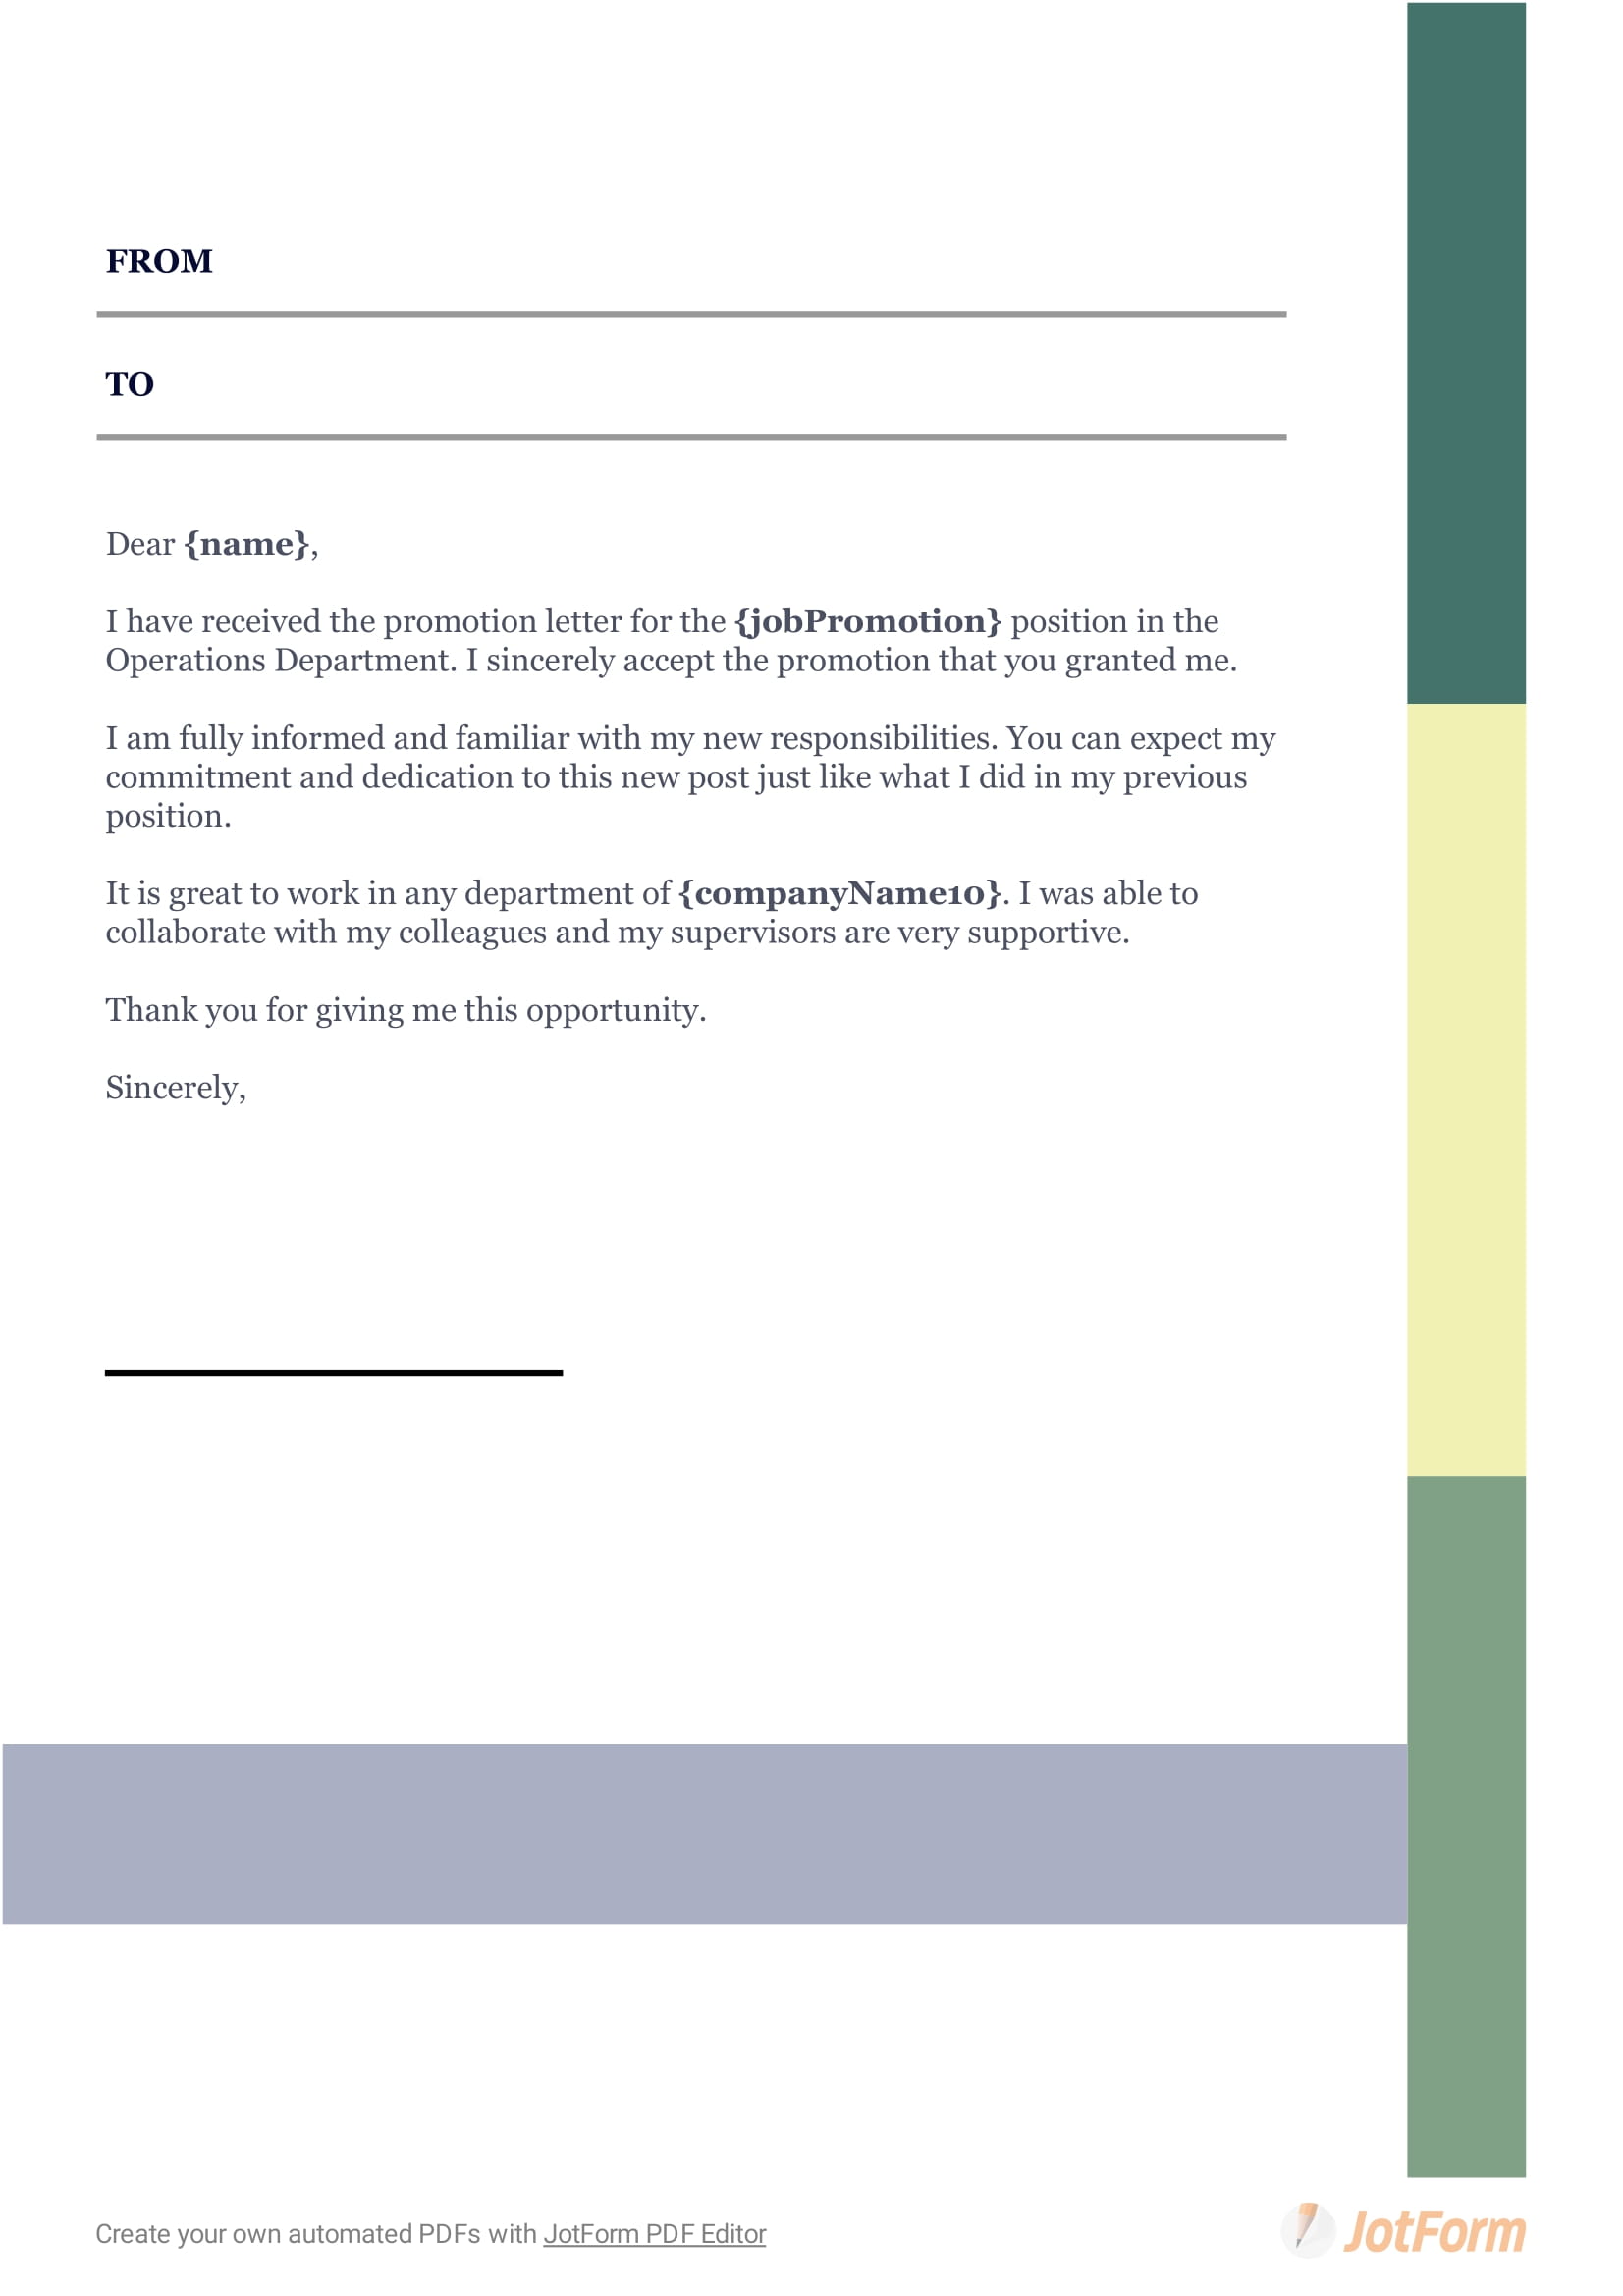 FROM
TO
Dear {name},
I have received the promotion letter for the {jobPromotion} position in the
Operations Department. I sincerely accept the promotion that you granted me.
I am fully informed and familiar with my new responsibilities. You can expect my
commitment and dedication to this new post just like what I did in my previous
position.
It is great to work in any department of {companyName10}. I was able to
collaborate with my colleagues and my supervisors are very supportive.
Thank you for giving me this opportunity.
Sincerely,
Create your own automated PDFs with JotForm PDF Editor
JotForm